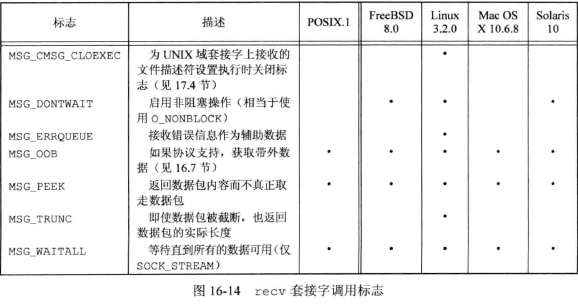 标志 描述 POSIX.1 FreeBSD 8.0 Linux 3.2.0 Mac OS X 10.6.8 Solaris 10
MSG_CMSG_CLOEXEC 为 UNIX 域套接字上接收的 •
文件描述符设置执行时关闭标
志（见 17.4 节）
MSG_DONTWAIT 启用非阻塞操作（相当于使 • • •
用 O_NONBLOCK）
MSG_ERRQUEUE 接收错误信息作为辅助数据 •
MSG_OOB 如果协议支持，获取带外数 • • • • •
据（见 16.7 节）
MSG_PEEK 返回数据包内容而不真正取 • • • • •
走数据包
MSG_TRUNC 即使数据包被截断，也返回 •
数据包的实际长度
MSG_WAITALL 等待直到所有的数据可用（仅 • • • • •
SOCK_STREAM）
图 16-14 recv 套接字调用标志